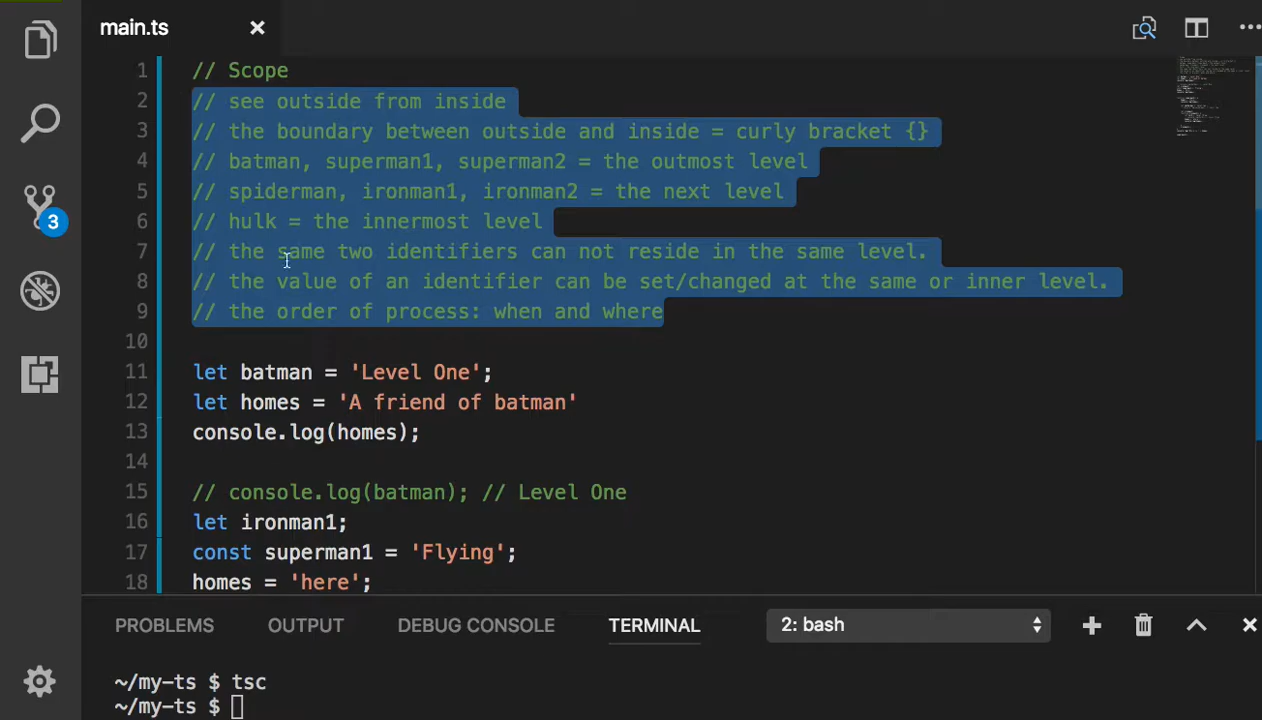 main.ts
1 // Scope
2 // see outside from inside
3 // the boundary between outside and inside = curly bracket {}
4 // batman, superman1, superman2 = the outmost level
5 // spiderman, ironman1, ironman2 = the next level
6 // hulk = the innermost level
7 // the same two identifiers can not reside in the same level.
8 // the value of an identifier can be set/changed at the same or inner level.
9 // the order of process: when and where
10
11 let batman = 'Level One';
12 let homes = 'A friend of batman'
13 console.log(homes);
14
15 // console.log(batman); // Level One
16 let ironman1;
17 const superman1 = 'Flying';
18 homes = 'here';
3
PROBLEMS OUTPUT DEBUG CONSOLE TERMINAL 2: bash
~/my-ts $ tsc
~/my-ts $